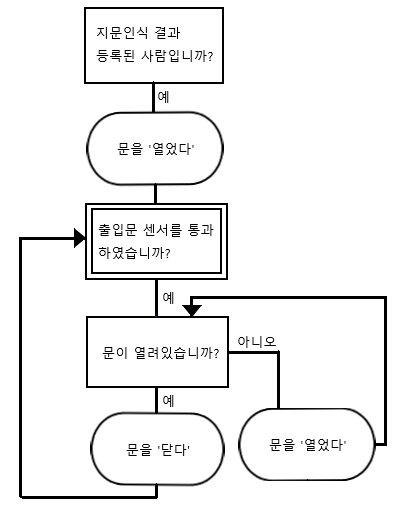 지문인식 결과
등록된 사람입니까?
예
문을 '열었다'
출입문 센서를 통과
하였습니까?
예
문이 열려있습니까?
아니오
예
문을 '닫다'
문을 '열었다'